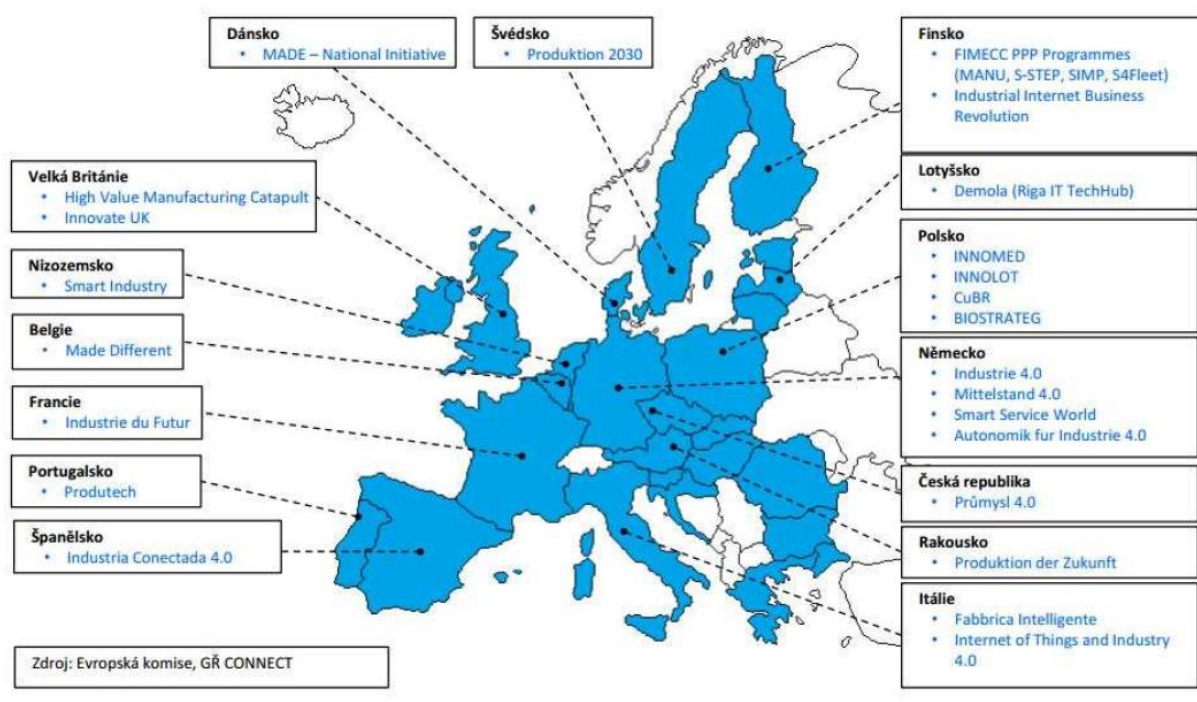 Dánsko
• MADE – National Initiative
Švédsko
• Produktion 2030
Finsko
• FIMECC PPP Programmes
(MANU, S-STEP, SIMP, S4Fleet)
• Industrial Internet Business
Revolution
Velká Británie
• High Value Manufacturing Catapult
• Innovate UK
Lotyšsko
• Demola (Riga IT TechHub)
Nizozemsko
• Smart Industry
Polsko
• INNOMED
• INNOLOT
• CuBR
• BIOSTRATEG
Belgie
• Made Different
Německo
• Industrie 4.0
• Mittelstand 4.0
• Smart Service World
• Autonomik fur Industrie 4.0
Francie
• Industrie du Futur
Portugalsko
• Produtech
Česká republika
• Průmysl 4.0
Španělsko
• Industria Conectada 4.0
Rakousko
• Produktion der Zukunft
Itálie
• Fabbrica Intelligente
• Internet of Things and Industry
4.0
Zdroj: Evropská komise, GŘ CONNECT